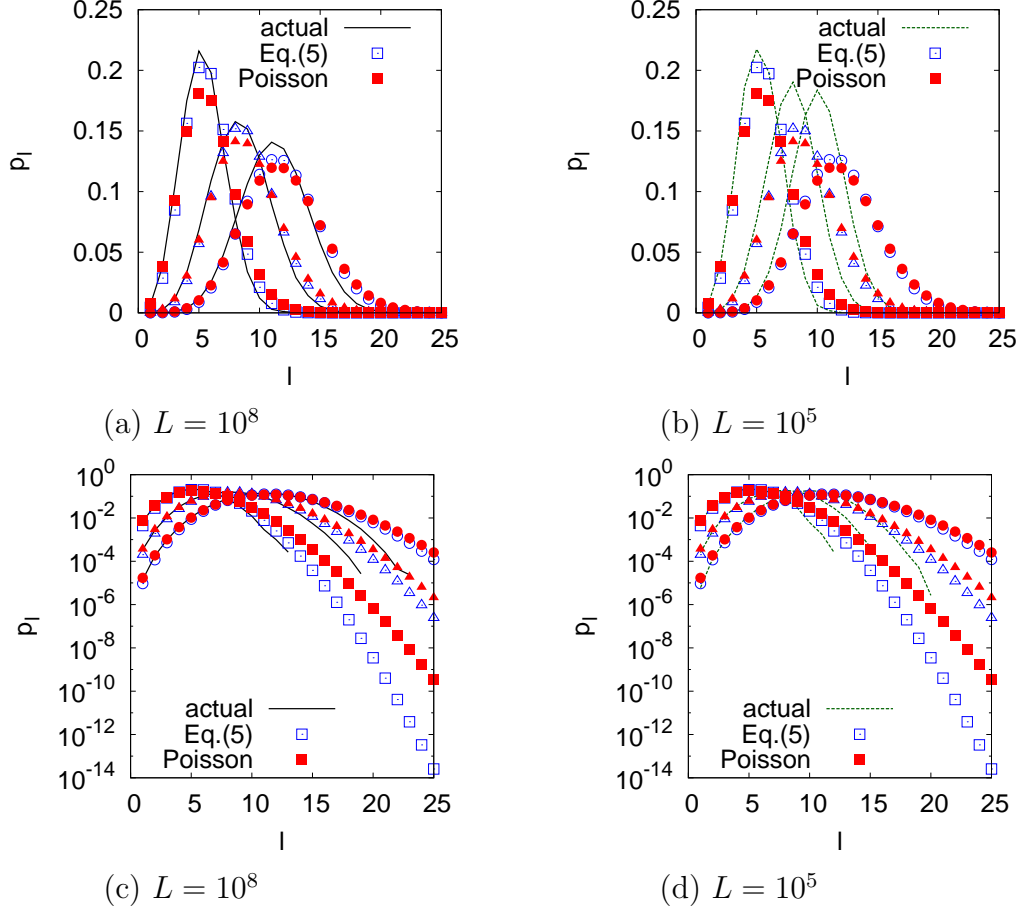 0.25
0.2
0.15
0.1
0.05
0
p_l
actual
Eq.(5)
Poisson
0 5 10 15 20 25
l
(a) L = 10^8
0.25
0.2
0.15
0.1
0.05
0
p_l
actual
Eq.(5)
Poisson
0 5 10 15 20 25
l
(b) L = 10^5
10^0
10^-2
10^-4
10^-6
10^-8
10^-10
10^-12
10^-14
p_l
actual
Eq.(5)
Poisson
0 5 10 15 20 25
l
(c) L = 10^8
10^0
10^-2
10^-4
10^-6
10^-8
10^-10
10^-12
10^-14
p_l
actual
Eq.(5)
Poisson
0 5 10 15 20 25
l
(d) L = 10^5